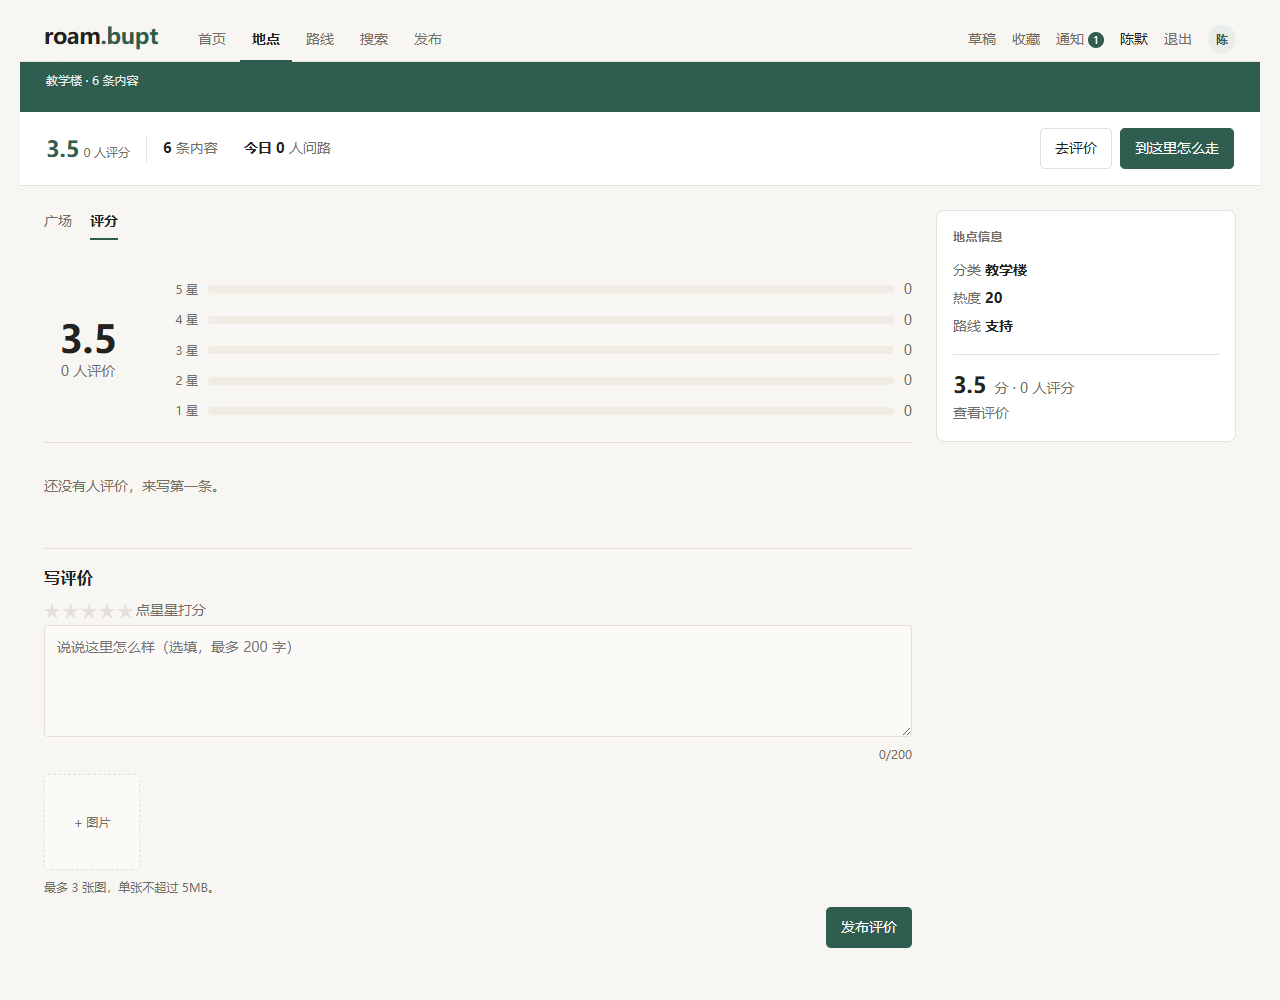 roam.bupt 首页 地点 路线 搜索 发布 草稿 收藏 通知 1 陈默 退出 陈
教学楼 · 6 条内容
3.5 0 人评分 6 条内容 今日 0 人问路 去评价 到这里怎么走
广场 评分
5 星 0
4 星 0
3 星 0
2 星 0
1 星 0
3.5
0 人评价
还没有人评价，来写第一条。
写评价
★★★★★ 点星星打分
说说这里怎么样（选填，最多 200 字）
0/200
+ 图片
最多 3 张图，单张不超过 5MB。
发布评价
地点信息
分类 教学楼
热度 20
路线 支持
3.5 分 · 0 人评分
查看评价